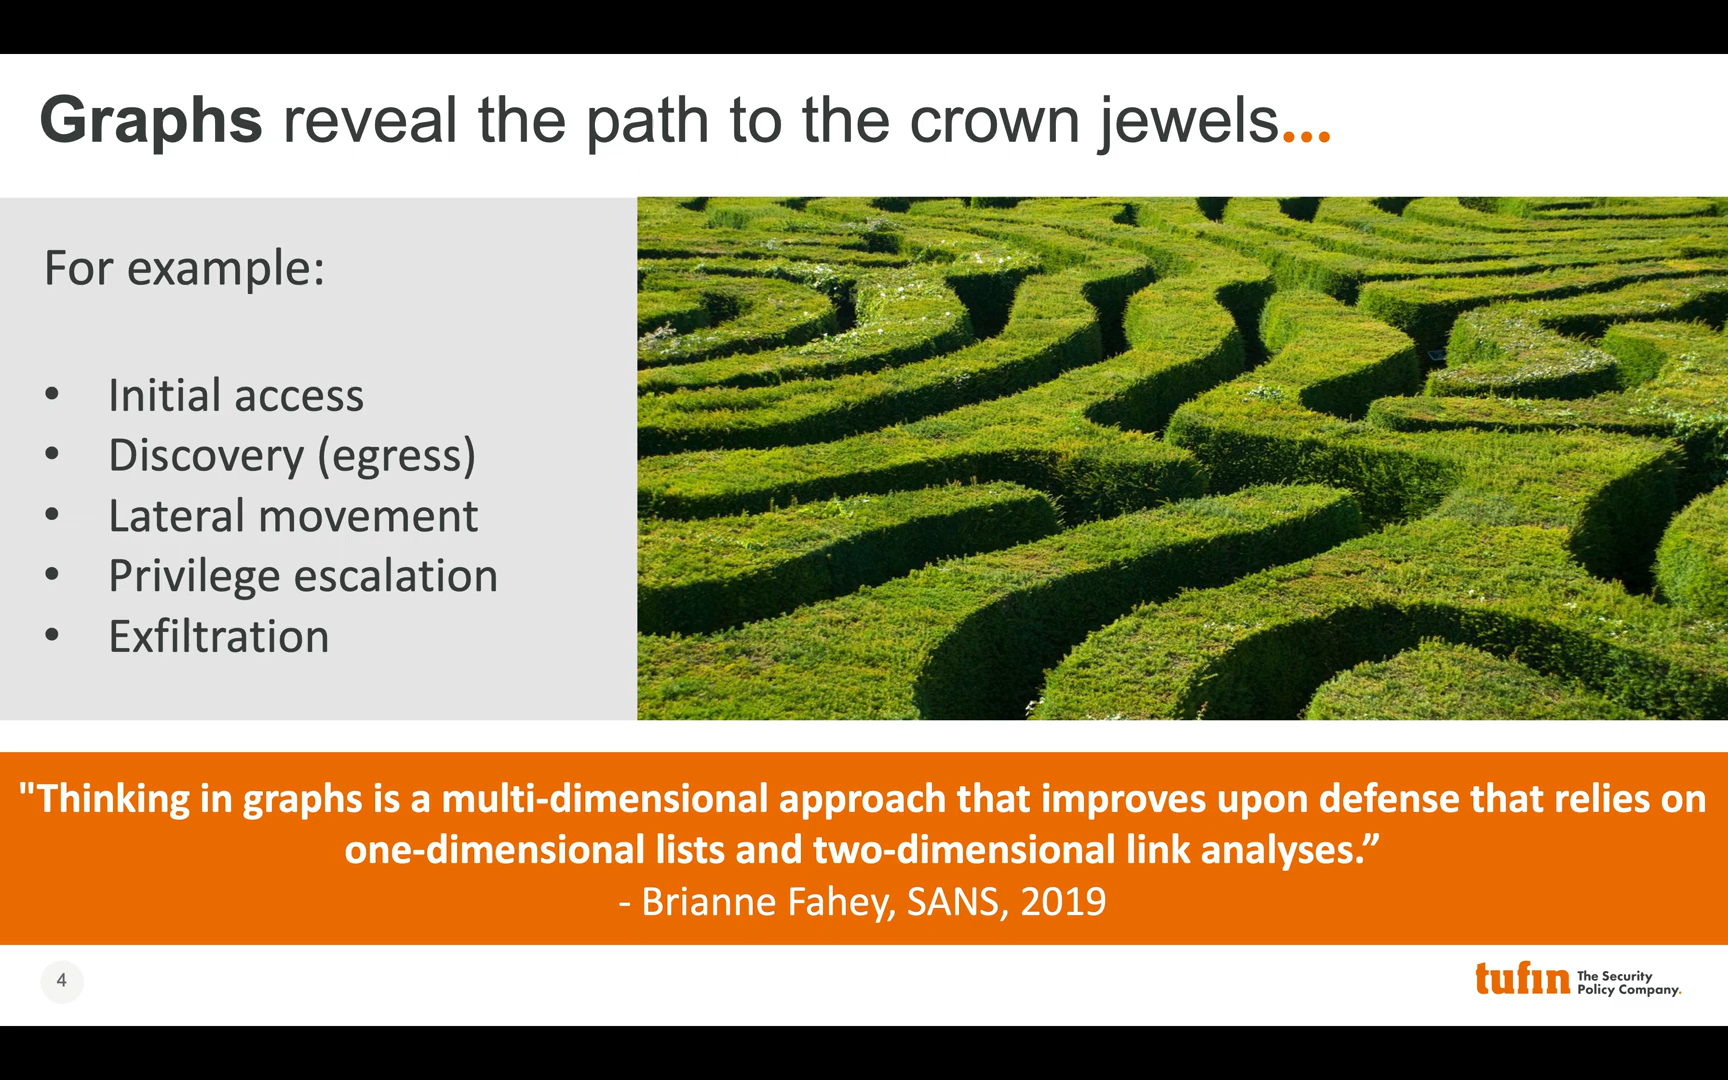 Graphs reveal the path to the crown jewels...
For example:
• Initial access
• Discovery (egress)
• Lateral movement
• Privilege escalation
• Exfiltration
"Thinking in graphs is a multi-dimensional approach that improves upon defense that relies on
one-dimensional lists and two-dimensional link analyses.”
- Brianne Fahey, SANS, 2019
4
tufin The Security
Policy Company.